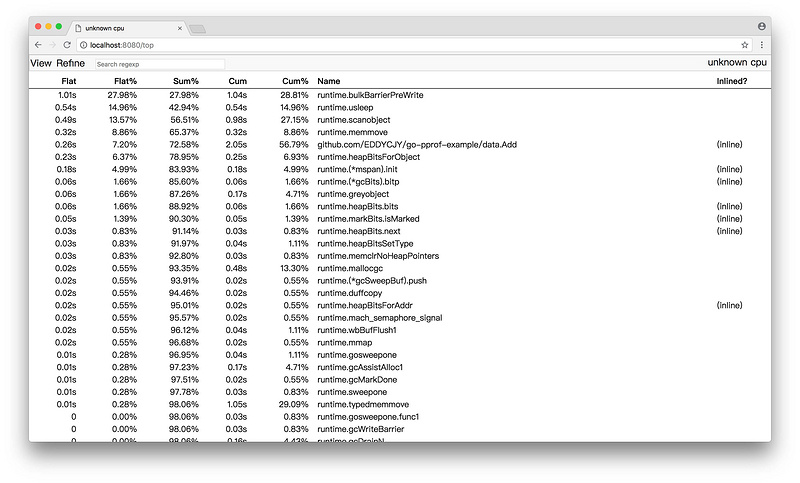 unknown cpu
localhost:8080/top
View Refine Search regexp unknown cpu
Flat Flat% Sum% Cum Cum% Name Inlined?
1.01s 27.98% 27.98% 1.04s 28.81% runtime.bulkBarrierPreWrite
0.54s 14.96% 42.94% 0.54s 14.96% runtime.usleep
0.49s 13.57% 56.51% 0.98s 27.15% runtime.scanobject
0.32s 8.86% 65.37% 0.32s 8.86% runtime.memmove
0.26s 7.20% 72.58% 2.05s 56.79% github.com/EDDYCJY/go-pprof-example/data.Add (inline)
0.23s 6.37% 78.95% 0.25s 6.93% runtime.heapBitsForObject
0.18s 4.99% 83.93% 0.18s 4.99% runtime.(*mspan).init (inline)
0.06s 1.66% 85.60% 0.06s 1.66% runtime.(*gcBits).bitp (inline)
0.06s 1.66% 87.26% 0.17s 4.71% runtime.greyobject
0.06s 1.66% 88.92% 0.06s 1.66% runtime.heapBits.bits (inline)
0.05s 1.39% 90.30% 0.05s 1.39% runtime.markBits.isMarked (inline)
0.03s 0.83% 91.14% 0.03s 0.83% runtime.heapBits.next (inline)
0.03s 0.83% 91.97% 0.04s 1.11% runtime.heapBitsSetType
0.03s 0.83% 92.80% 0.03s 0.83% runtime.memclrNoHeapPointers
0.02s 0.55% 93.35% 0.48s 13.30% runtime.mallocgc
0.02s 0.55% 93.91% 0.02s 0.55% runtime.(*gcSweepBuf).push
0.02s 0.55% 94.46% 0.02s 0.55% runtime.duffcopy
0.02s 0.55% 95.01% 0.02s 0.55% runtime.heapBitsForAddr (inline)
0.02s 0.55% 95.57% 0.02s 0.55% runtime.mach_semaphore_signal
0.02s 0.55% 96.12% 0.04s 1.11% runtime.wbBufFlush1
0.02s 0.55% 96.68% 0.02s 0.55% runtime.mmap
0.01s 0.28% 96.95% 0.04s 1.11% runtime.gosweepone
0.01s 0.28% 97.23% 0.17s 4.71% runtime.gcAssistAlloc1
0.01s 0.28% 97.51% 0.02s 0.55% runtime.gcMarkDone
0.01s 0.28% 97.78% 0.03s 0.83% runtime.sweepone
0.01s 0.28% 98.06% 1.05s 29.09% runtime.typedmemmove
0 0.00% 98.06% 0.03s 0.83% runtime.gosweepone.func1
0 0.00% 98.06% 0.03s 0.83% runtime.gcWriteBarrier
0 0.00% 98.06% 0.16s 4.43% runtime.gcDrainN